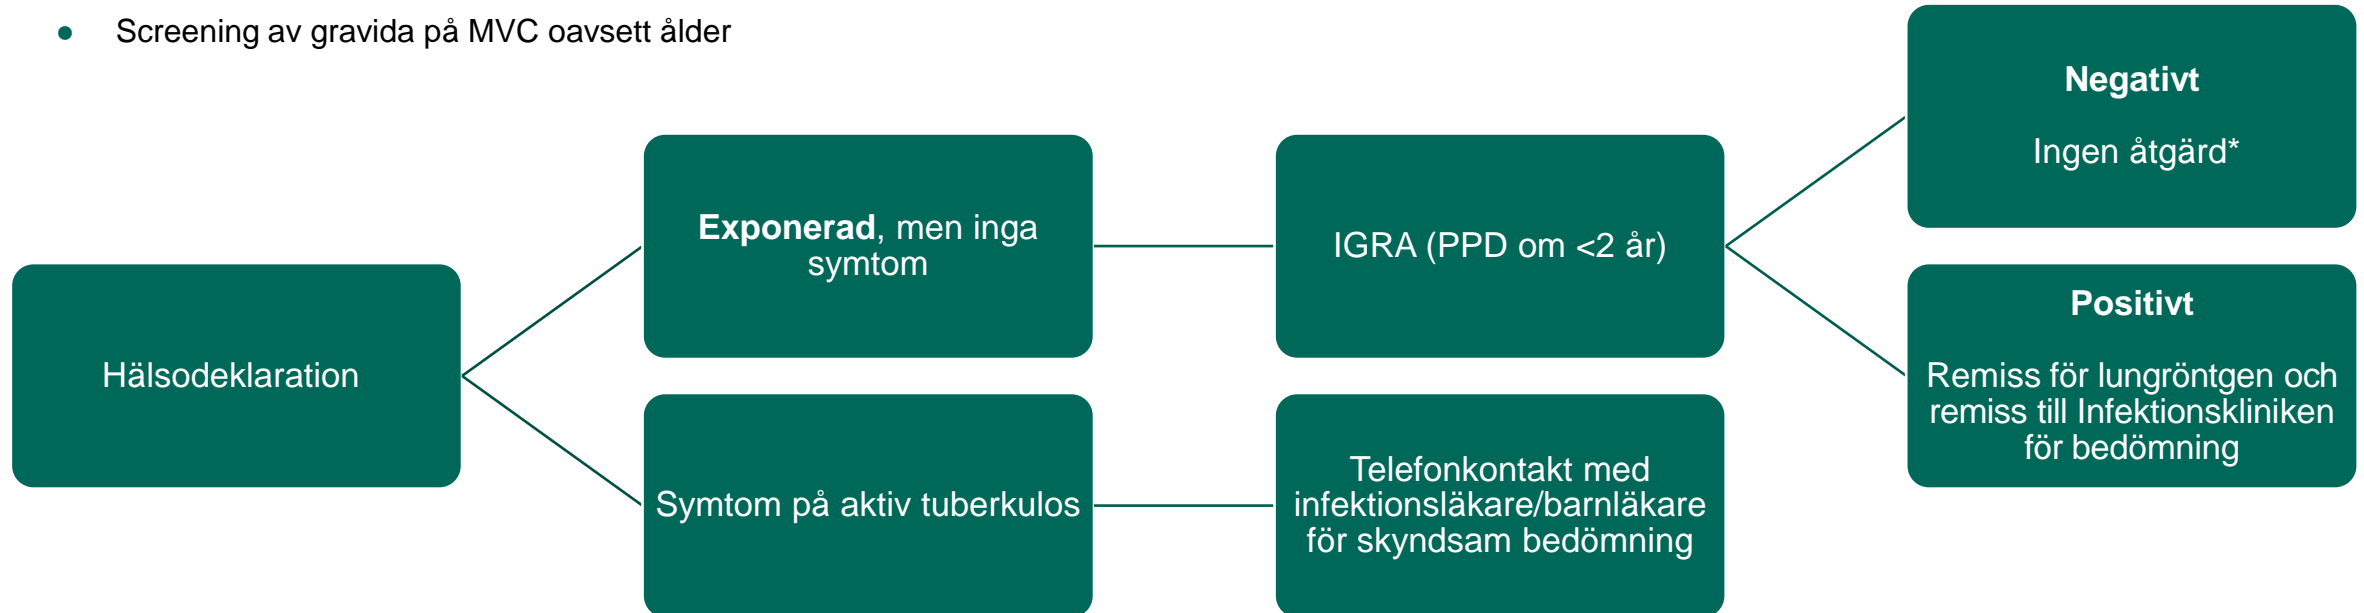 Screening av gravida på MVC oavsett ålder
Hälsodeklaration
Exponerad, men inga
symtom
IGRA (PPD om <2 år)
Negativt
Ingen åtgärd*
Positivt
Remiss för lungröntgen och
remiss till Infektionskliniken
för bedömning
Symtom på aktiv tuberkulos
Telefonkontakt med
infektionsläkare/barnläkare
för skyndsam bedömning